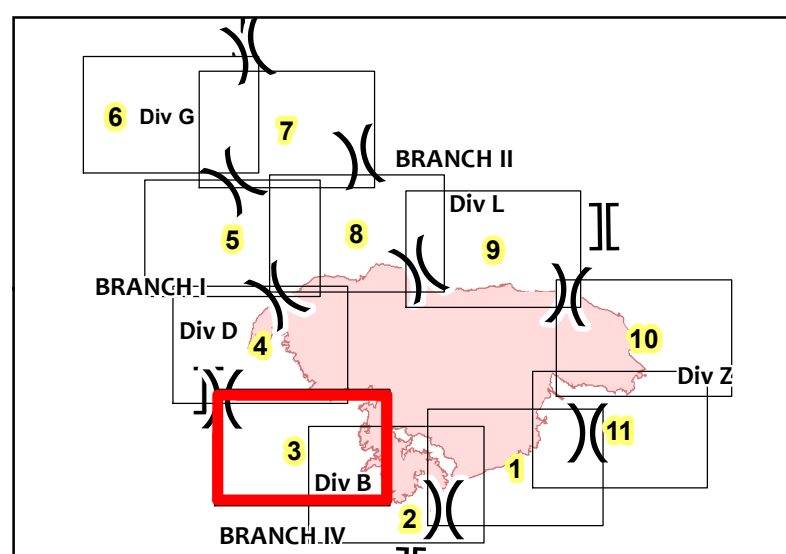 6
Div G
7
BRANCH II
Div L
5
8
9
BRANCH I
Div D
4
10
Div Z
3
11
1
Div B
2
BRANCH IV